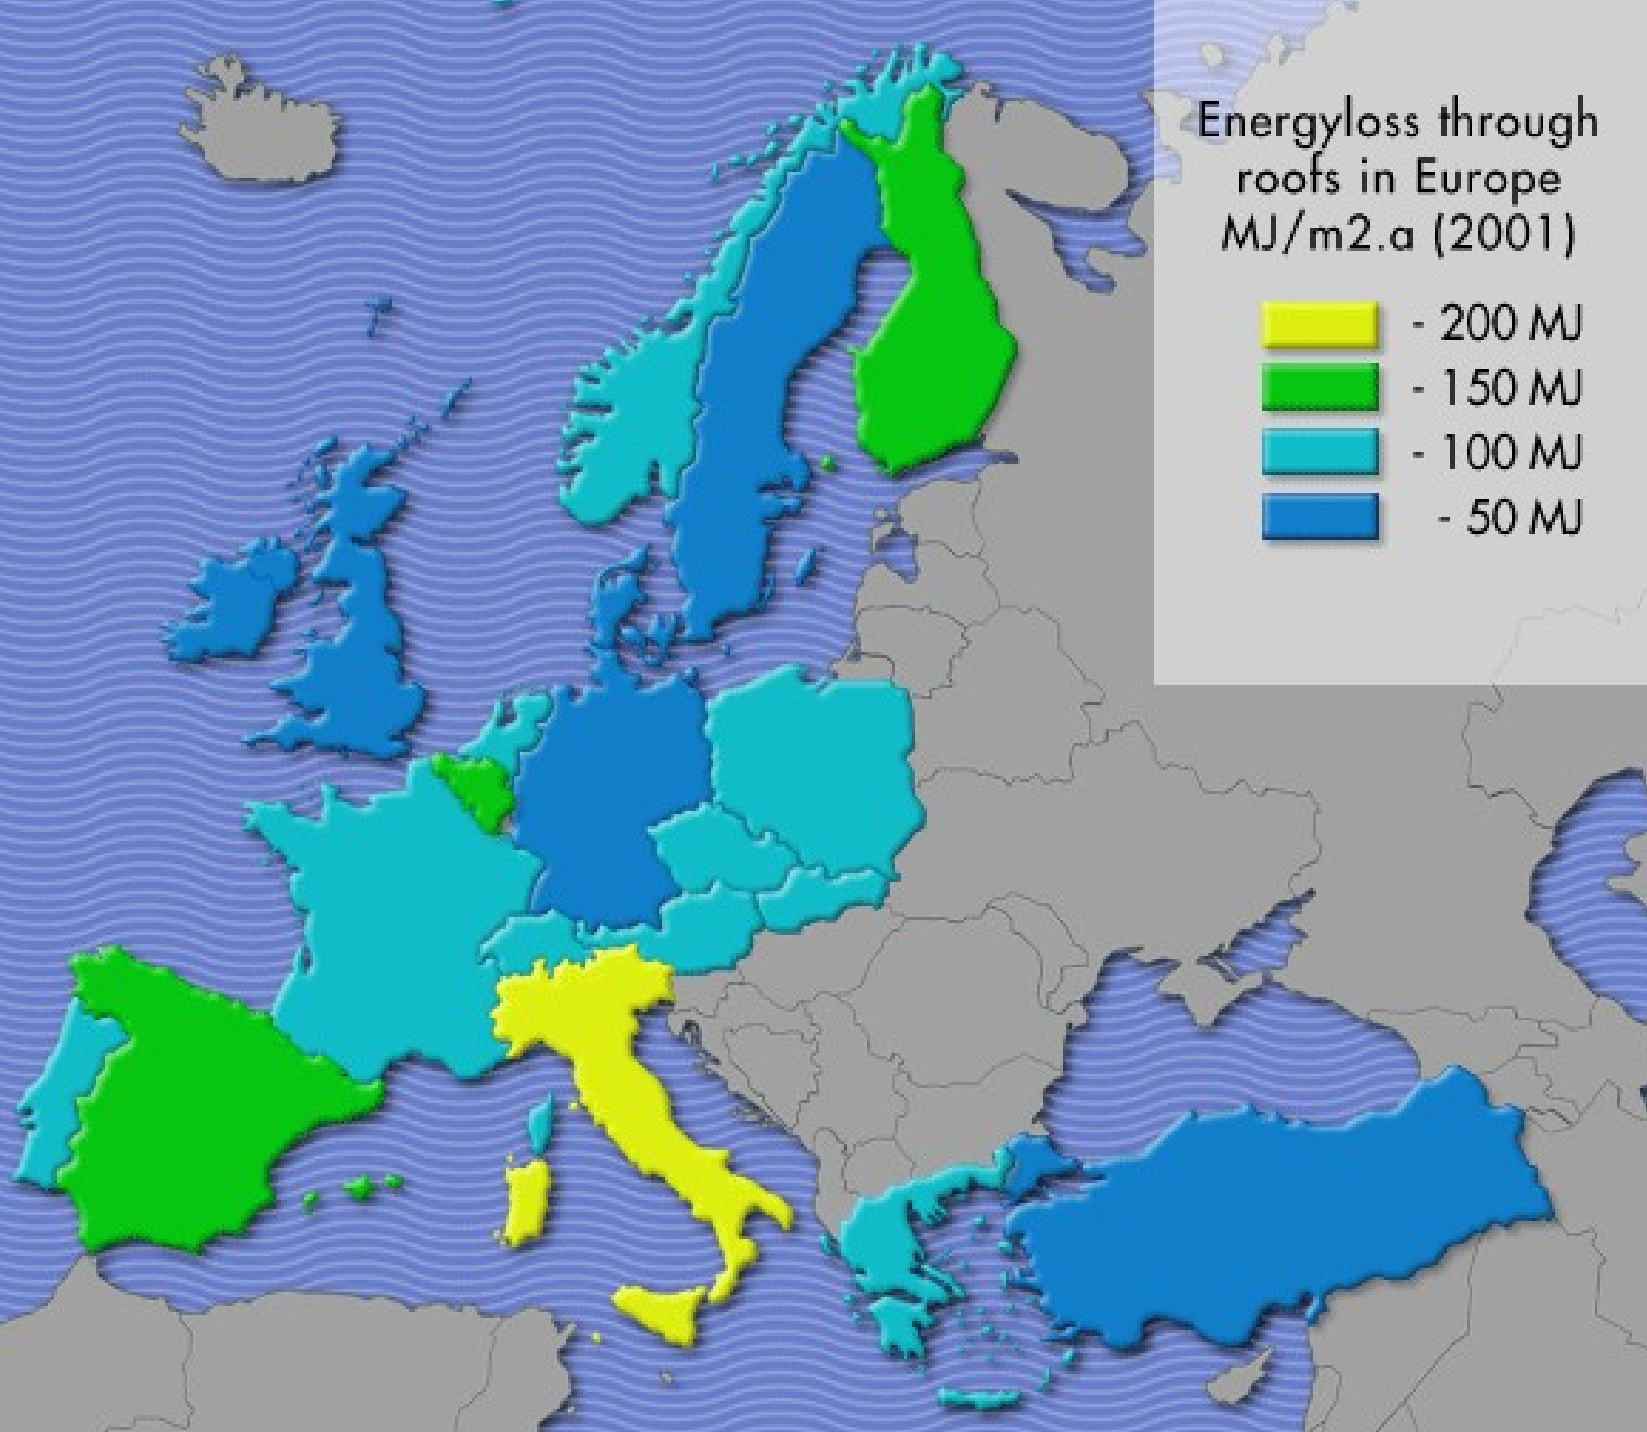 Energyloss through
roofs in Europe
MJ/m2.a (2001)
- 200 MJ
- 150 MJ
- 100 MJ
- 50 MJ